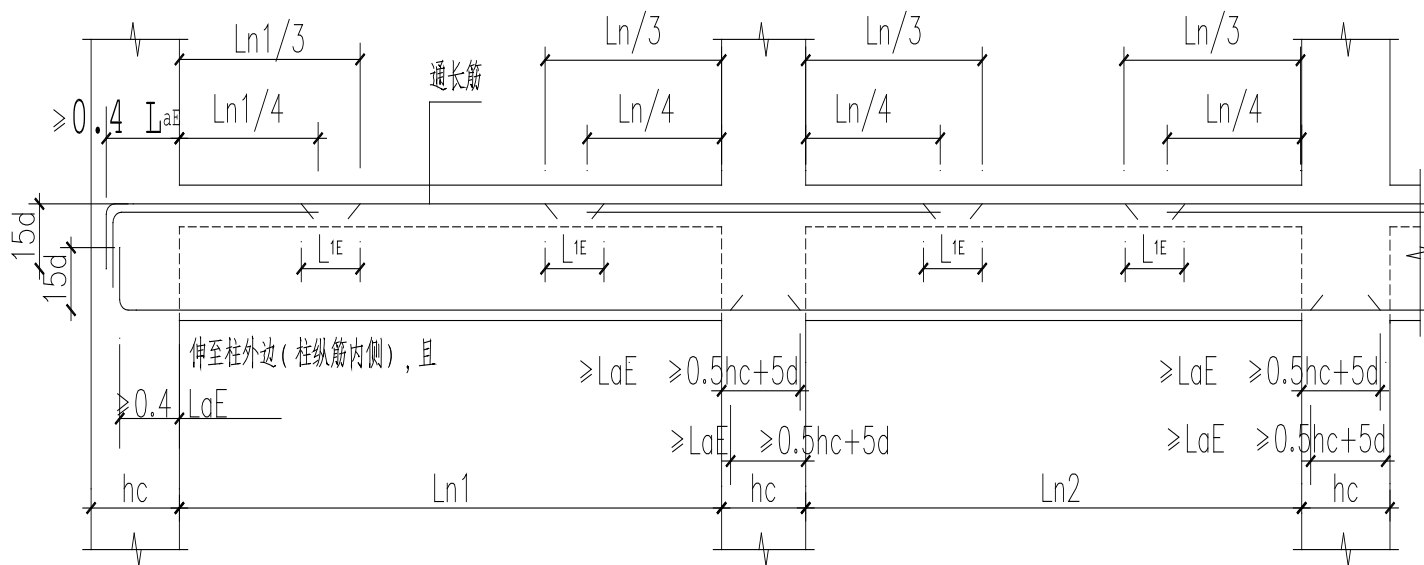 Ln1/3
Ln/3
Ln/3
Ln/3
通长筋
≥0.4 LaE
Ln1/4
Ln/4
Ln/4
Ln/4
15d
15d
L1E
L1E
L1E
L1E
伸至柱外边(柱纵筋内侧),且
≥0.4 LaE
≥LaE ≥0.5hc+5d
≥LaE ≥0.5hc+5d
≥LaE ≥0.5hc+5d
≥LaE ≥0.5hc+5d
hc
Ln1
hc
Ln2
hc